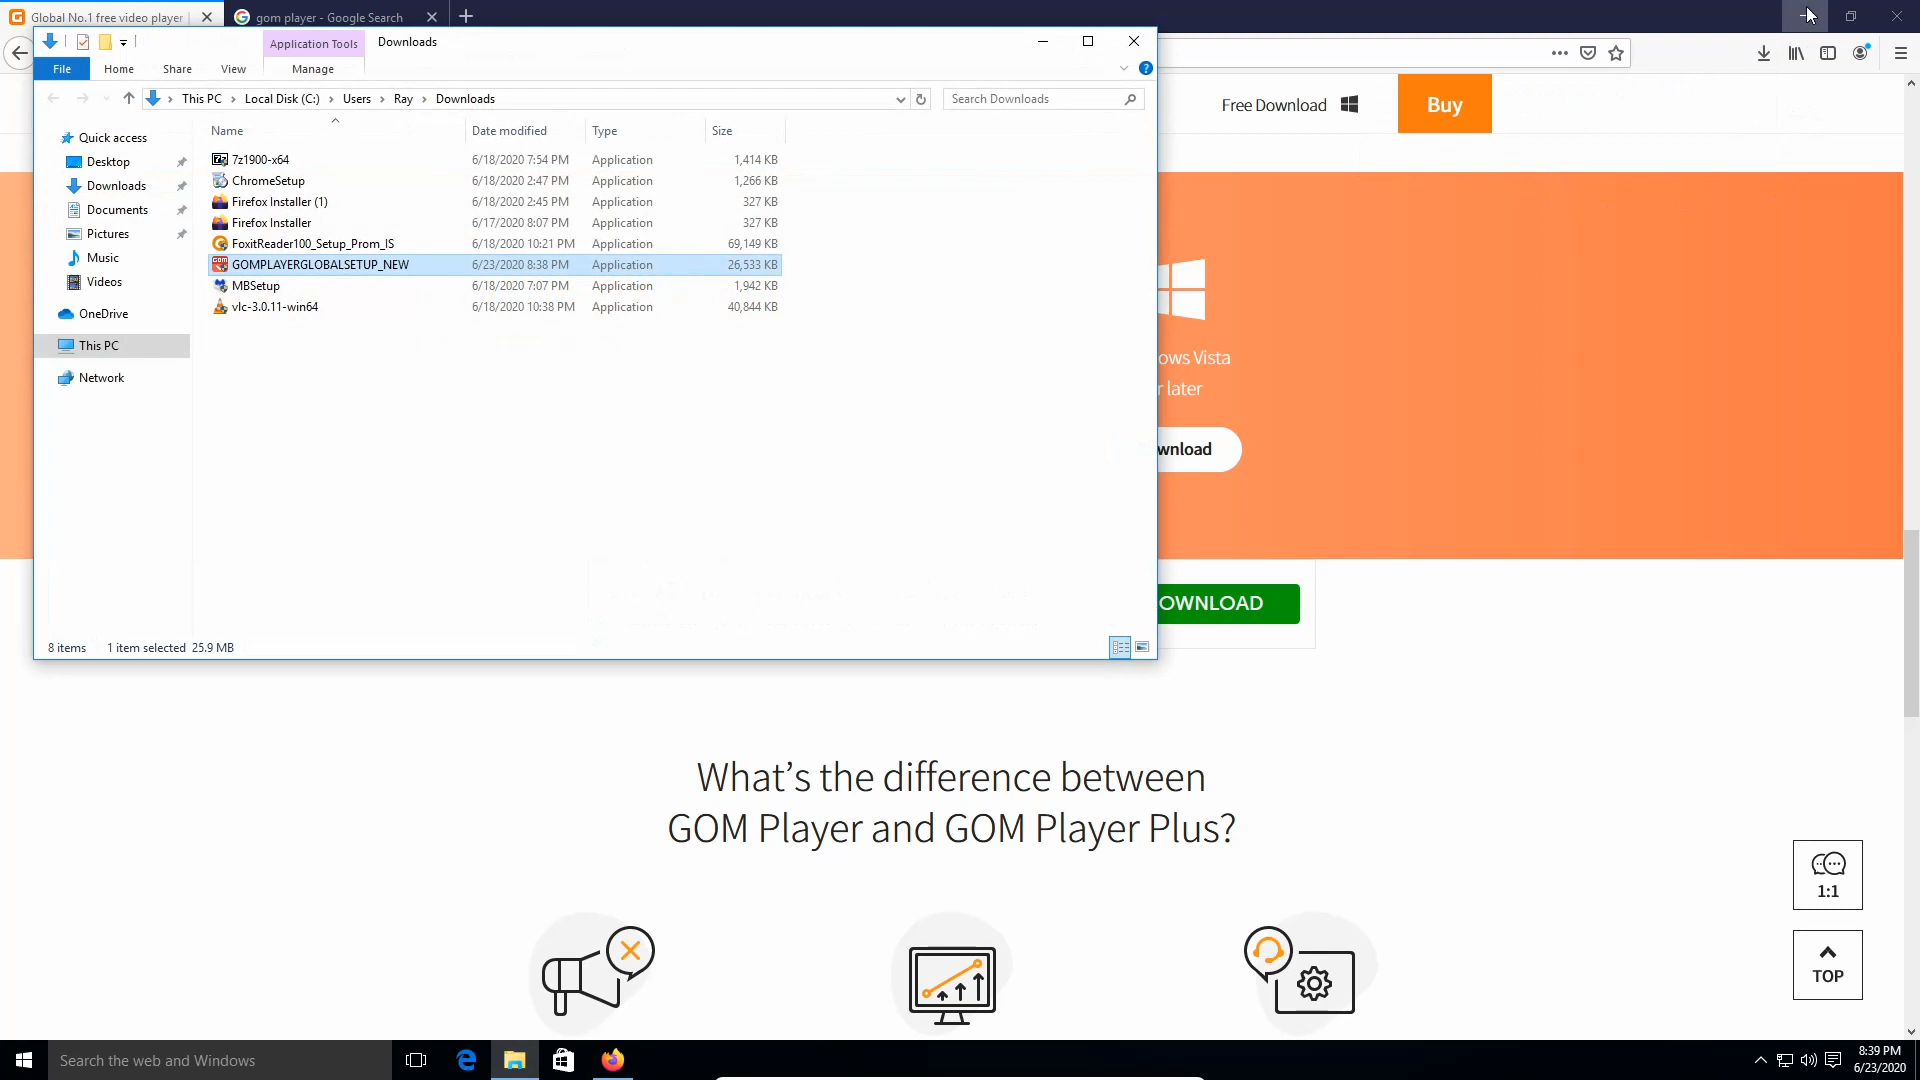 Global No.1 free video player
gom player - Google Search
Application Tools
Downloads
File
Home
Share
View
Manage
This PC
Local Disk (C:)
Users
Ray
Downloads
Search Downloads
Free Download
Buy
Quick access
Desktop
Downloads
Documents
Pictures
Music
Videos
OneDrive
This PC
Network
Name Date modified Type Size
7z1900-x64 6/18/2020 7:54 PM Application 1,414 KB
ChromeSetup 6/18/2020 2:47 PM Application 1,266 KB
Firefox Installer (1) 6/18/2020 2:45 PM Application 327 KB
Firefox Installer 6/17/2020 8:07 PM Application 327 KB
FoxitReader100_Setup_Prom_IS 6/18/2020 10:21 PM Application 69,149 KB
GOMPLAYERGLOBALSETUP_NEW 6/23/2020 8:38 PM Application 26,533 KB
MBSetup 6/18/2020 7:07 PM Application 1,942 KB
vlc-3.0.11-win64 6/18/2020 10:38 PM Application 40,844 KB
ows Vista
r later
wnload
OWNLOAD
8 items 1 item selected 25.9 MB
What's the difference between
GOM Player and GOM Player Plus?
1:1
TOP
Search the web and Windows
8:39 PM
6/23/2020